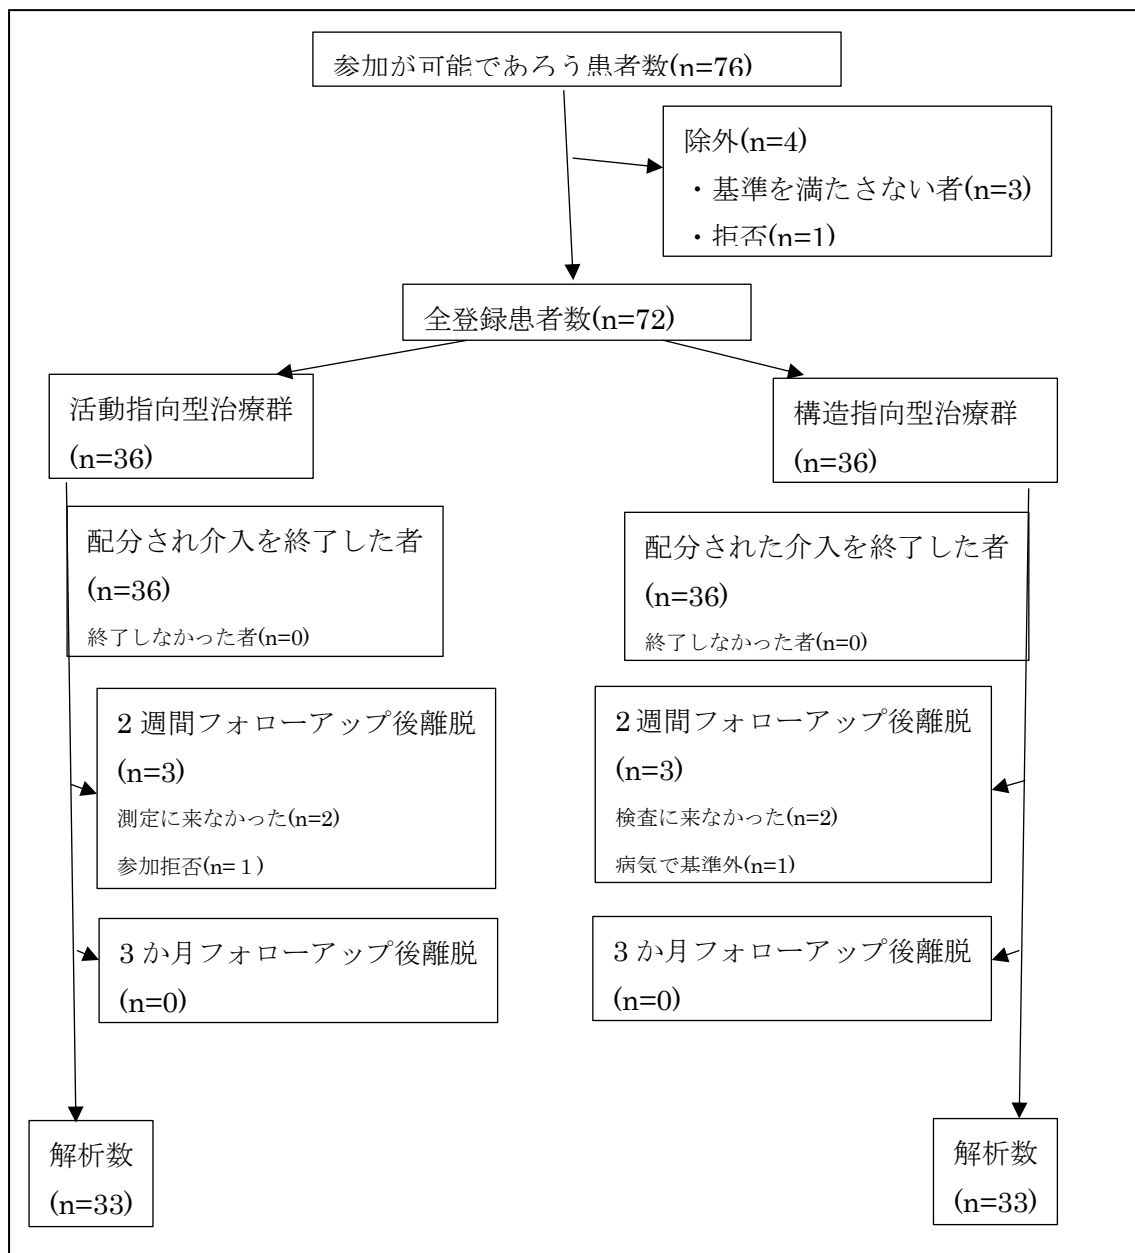 参加が可能であろう患者数(n=76)
除外(n=4)
・基準を満たさない者(n=3)
・拒否(n=1)
全登録患者数(n=72)
活動指向型治療群
(n=36)
構造指向型治療群
(n=36)
配分され介入を終了した者
(n=36)
終了しなかった者(n=0)
配分された介入を終了した者
(n=36)
終了しなかった者(n=0)
2 週間フォローアップ後離脱
(n=3)
測定に来なかった(n=2)
参加拒否(n=１)
2 週間フォローアップ後離脱
(n=3)
検査に来なかった(n=2)
病気で基準外(n=1)
3 か月フォローアップ後離脱
(n=0)
3 か月フォローアップ後離脱
(n=0)
解析数
(n=33)
解析数
(n=33)